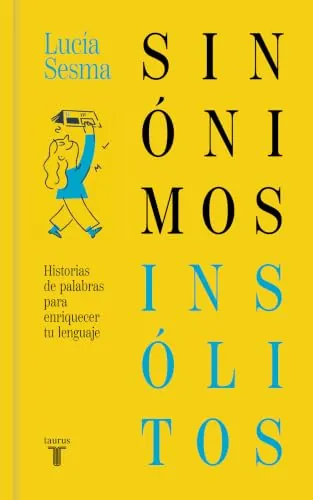 Lucía
Sesma
SIN
ÓNI
MOS
INS
ÓLI
TOS
Historias
de palabras
para
enriquecer
tu lenguaje
taurus
T